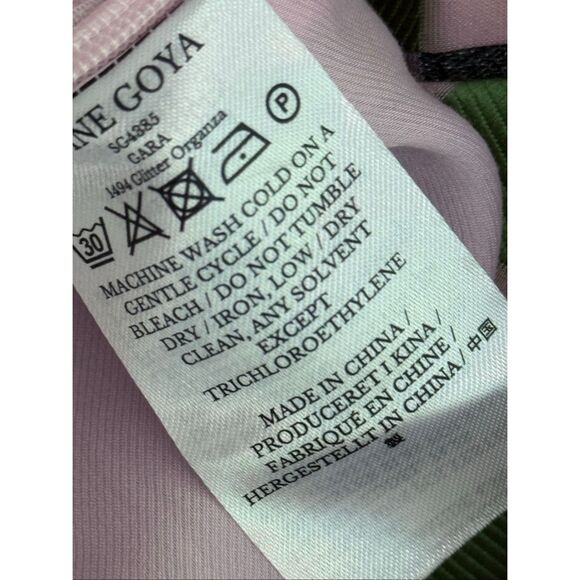 NE GOYA
SG4385
GARA
1494 Glitter Organza
30
P
MACHINE WASH COLD ON A
GENTLE CYCLE / DO NOT
BLEACH / DO NOT TUMBLE
DRY / IRON, LOW / DRY
CLEAN, ANY SOLVENT
EXCEPT
TRICHLOROETHYLENE
MADE IN CHINA /
PRODUCERET I KINA /
FABRIQUÉ EN CHINE /
HERGESTELLT IN CHINA / 中国
製